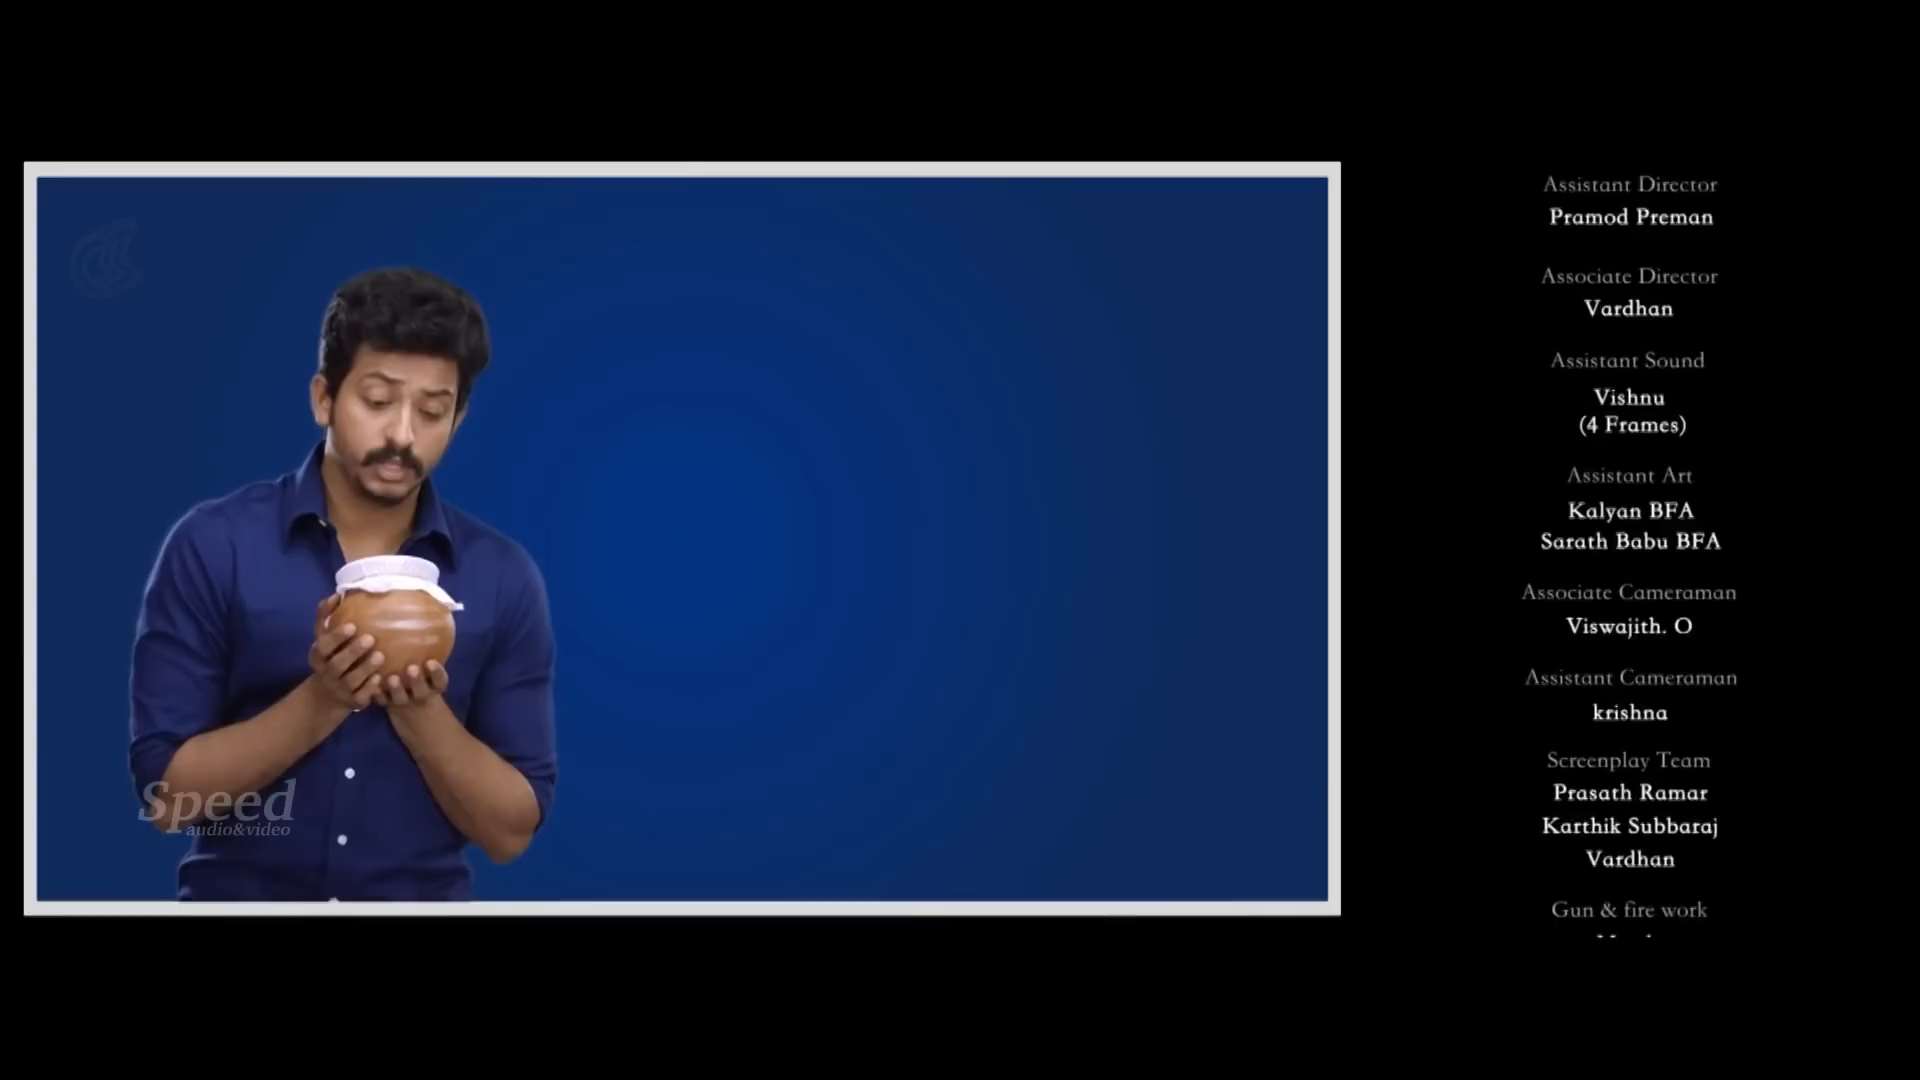 Assistant Director
Pramod Preman
Associate Director
Vardhan
Assistant Sound
Vishnu
(4 Frames)
Assistant Art
Kalyan BFA
Sarath Babu BFA
Associate Cameraman
Viswajith. O
Assistant Cameraman
krishna
Screenplay Team
Prasath Ramar
Karthik Subbaraj
Vardhan
Gun & fire work
Speed
audio&video